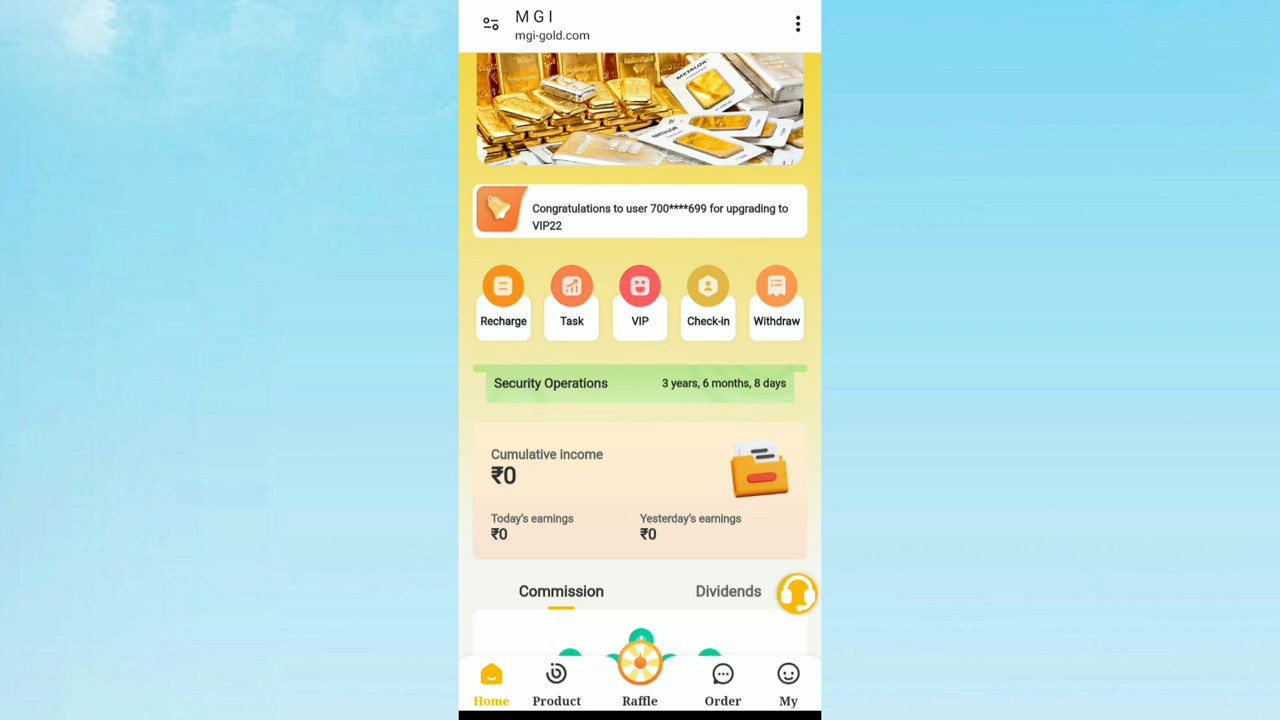 M G I
mgi-gold.com
METALOR
Congratulations to user 700****699 for upgrading to
VIP22
Recharge
Task
VIP
Check-in
Withdraw
Security Operations
3 years, 6 months, 8 days
Cumulative income
₹0
Today's earnings
Yesterday's earnings
₹0
₹0
Commission
Dividends
Home
Product
Raffle
Order
My